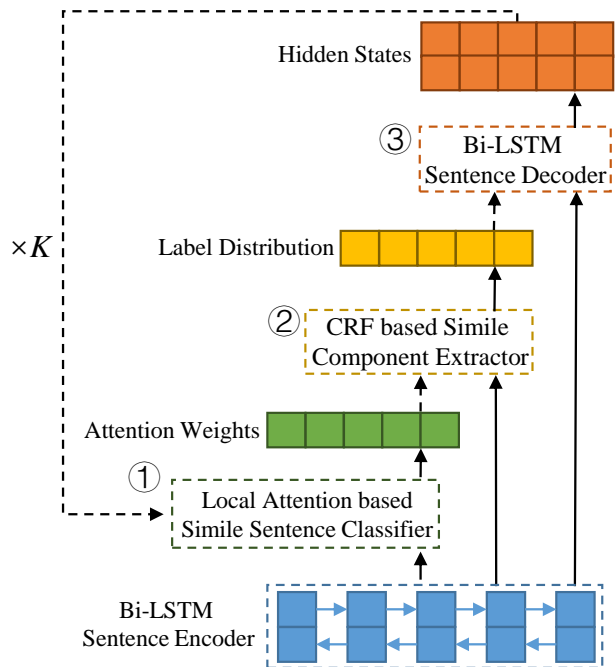 Hidden States
③
Bi-LSTM
Sentence Decoder
×K
Label Distribution
②
CRF based Simile
Component Extractor
Attention Weights
①
Local Attention based
Simile Sentence Classifier
Bi-LSTM
Sentence Encoder